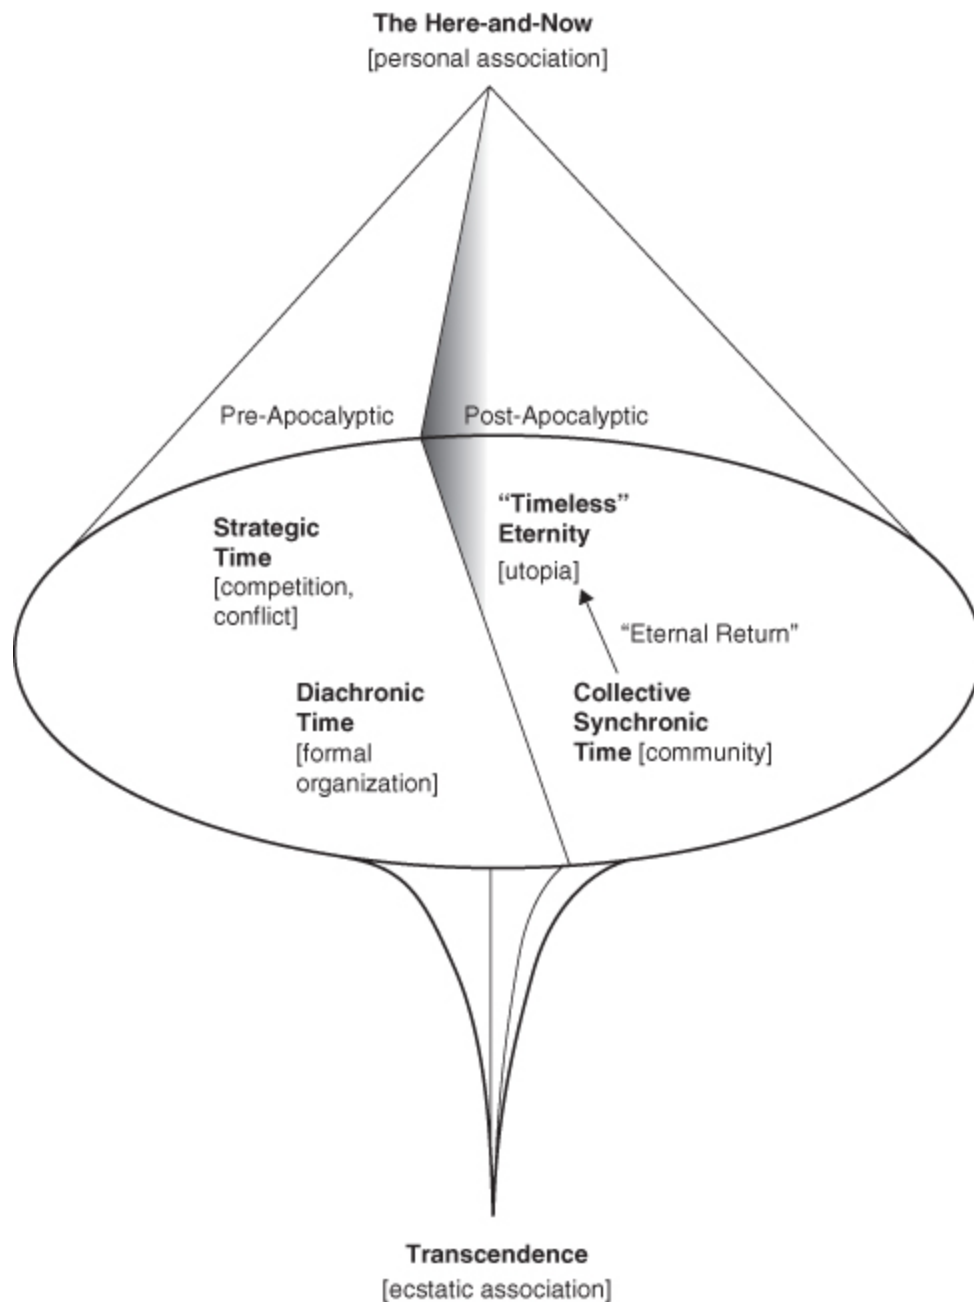 The Here-and-Now
[personal association]
Pre-Apocalyptic
Post-Apocalyptic
Strategic
Time
[competition,
conflict]
“Timeless”
Eternity
[utopia]
“Eternal Return”
Diachronic
Time
[formal
organization]
Collective
Synchronic
Time [community]
Transcendence
[ecstatic association]